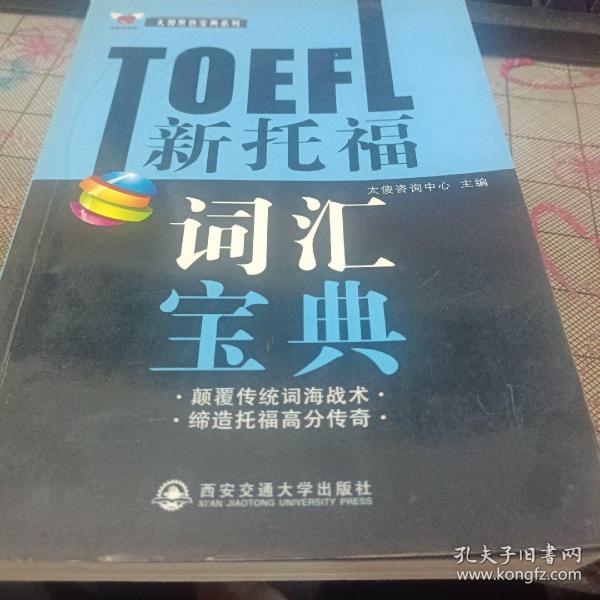 太傻黑色宝典系列
TOEFL
新托福
太傻咨询中心 主编
词汇
宝典
·颠覆传统词海战术·
·缔造托福高分传奇·
西安交通大学出版社
XI'AN JIAOTONG UNIVERSITY PRESS
孔夫子旧书网
www.kongfz.com